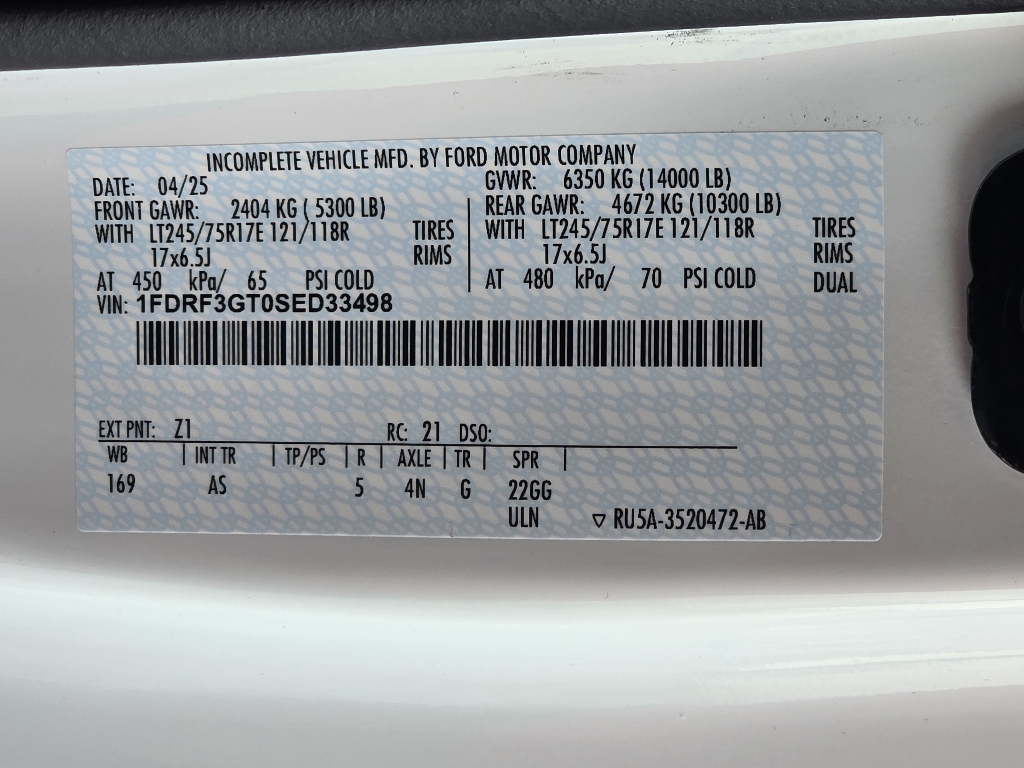 INCOMPLETE VEHICLE MFD. BY FORD MOTOR COMPANY
DATE: 04/25 GVWR: 6350 KG (14000 LB)
FRONT GAWR: 2404 KG ( 5300 LB) REAR GAWR: 4672 KG (10300 LB)
WITH LT245/75R17E 121/118R TIRES WITH LT245/75R17E 121/118R TIRES
17x6.5J RIMS 17x6.5J RIMS
AT 450 kPa/ 65 PSI COLD AT 480 kPa/ 70 PSI COLD DUAL
VIN: 1FDRF3GT0SED33498
EXT PNT: Z1 RC: 21 DSO:
WB INT TR TP/PS R AXLE TR SPR
169 AS 5 4N G 22GG
ULN ▽ RU5A-3520472-AB